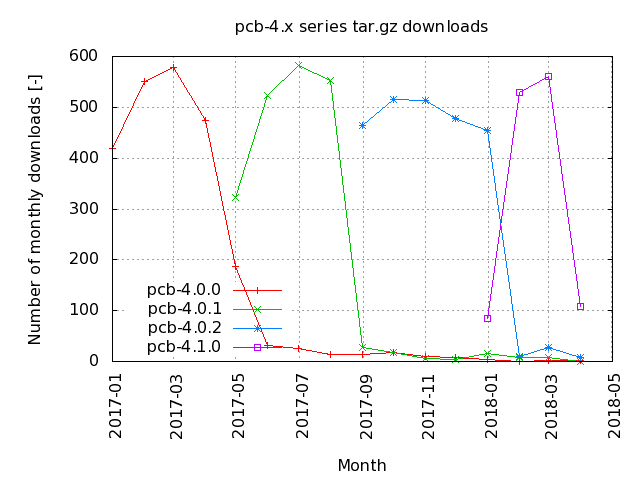 pcb-4.x series tar.gz downloads
Number of monthly downloads [-]
600
500
400
300
200
100
0
pcb-4.0.0
pcb-4.0.1
pcb-4.0.2
pcb-4.1.0
2017-01
2017-03
2017-05
2017-07
2017-09
2017-11
2018-01
2018-03
2018-05
Month